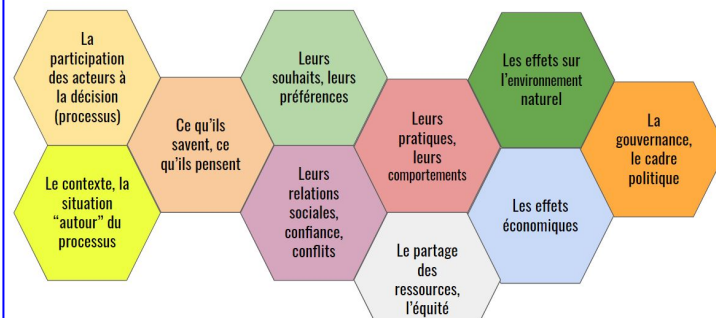 La
participation
des acteurs à
la décision
(processus)
Ce qu'ils
savent, ce
qu'ils pensent
Leurs
souhaits, leurs
préférences
Leurs
pratiques,
leurs
comportements
Les effets sur
l'environnement
naturel
La
gouvernance,
le cadre
politique
Le contexte, la
situation
"autour" du
processus
Leurs
relations
sociales,
confiance,
conflits
Le partage
des
ressources,
l'équité
Les effets
économiques